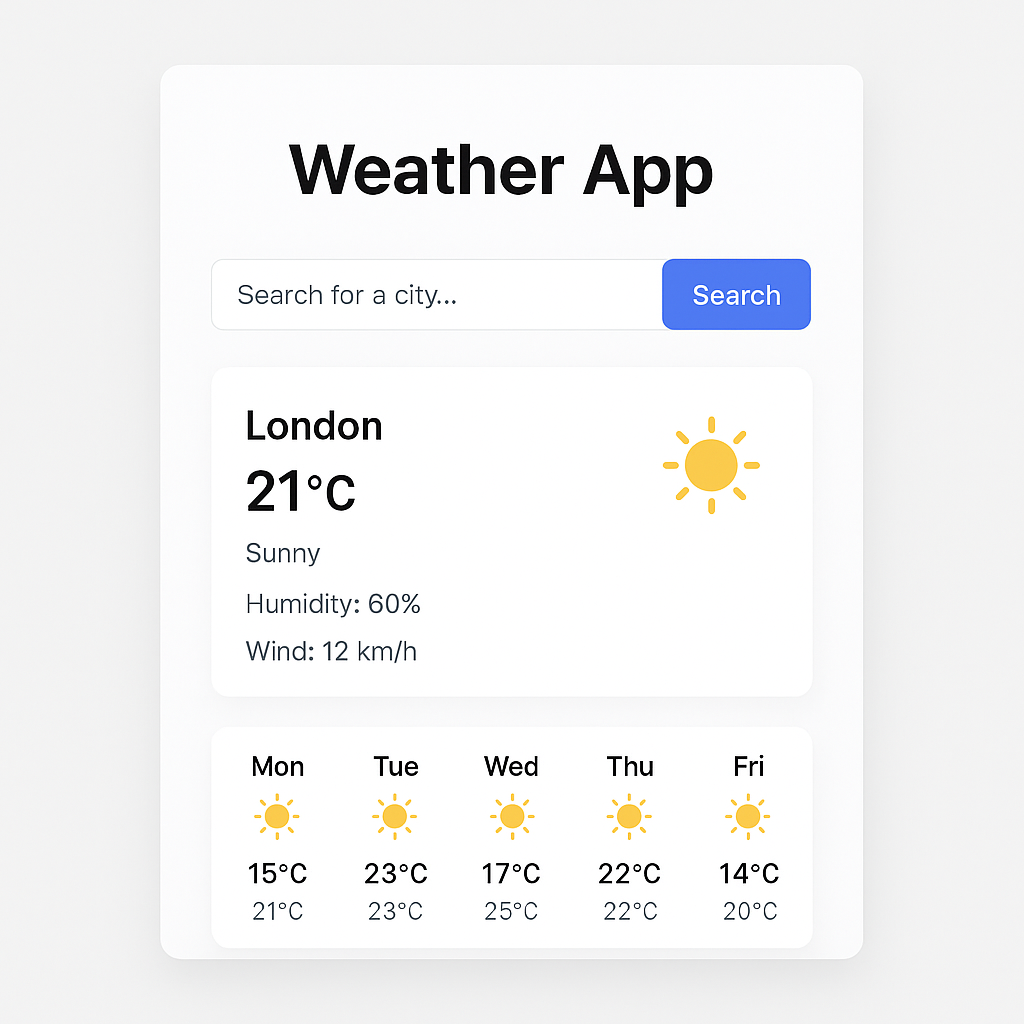 Weather App
Search for a city...
Search
London
21°C
Sunny
Humidity: 60%
Wind: 12 km/h
Mon Tue Wed Thu Fri
15°C 23°C 17°C 22°C 14°C
21°C 23°C 25°C 22°C 20°C